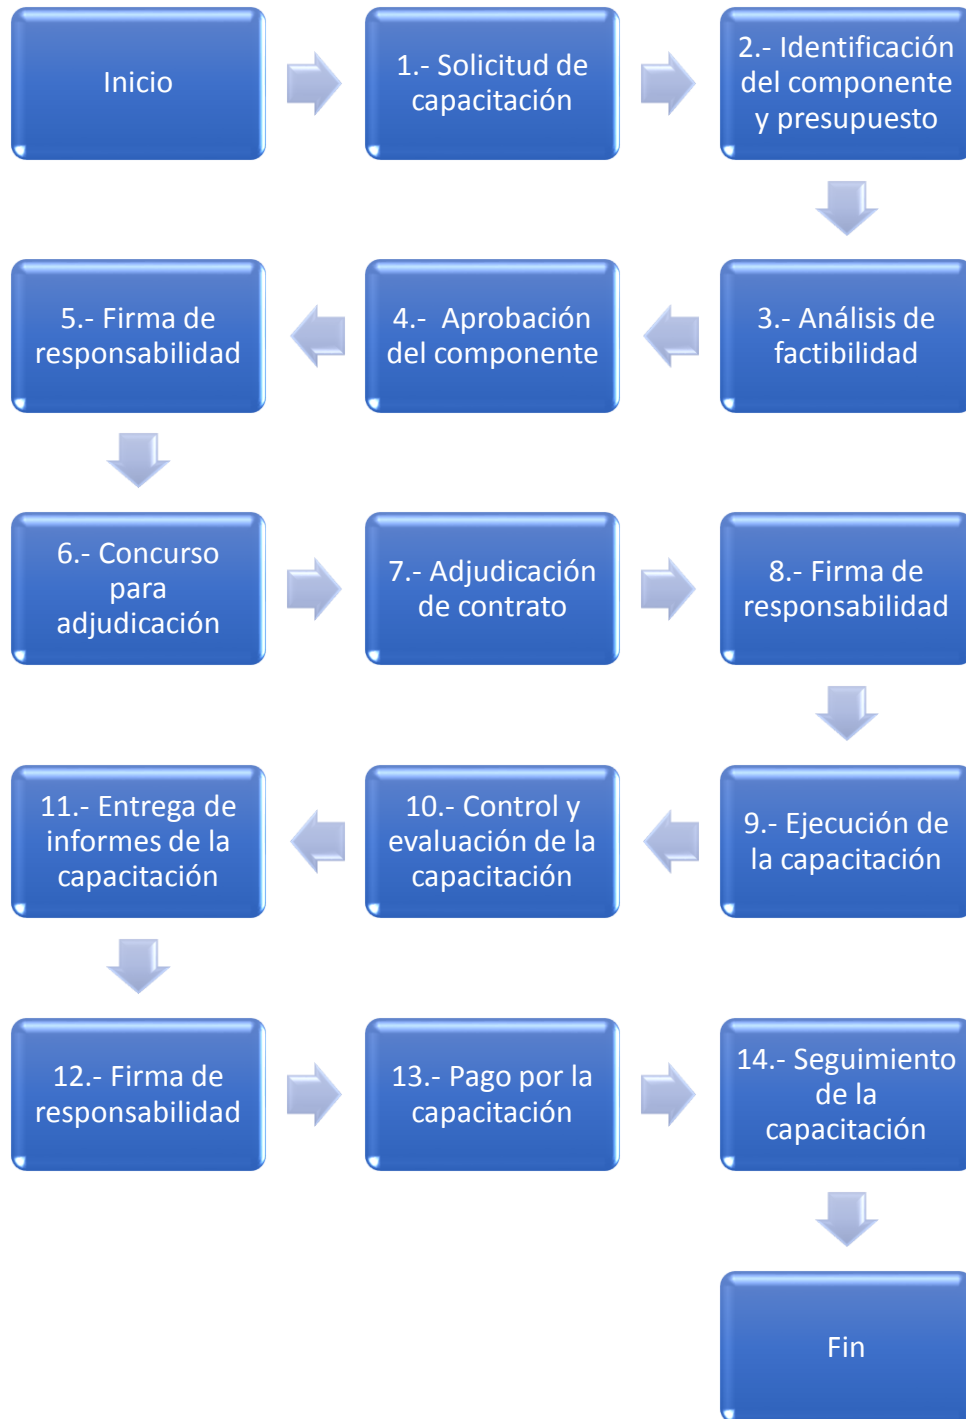 Inicio
1.- Solicitud de
capacitación
2.- Identificación
del componente
y presupuesto
3.- Análisis de
factibilidad
4.-  Aprobación
del componente
5.- Firma de
responsabilidad
6.- Concurso
para
adjudicación
7.- Adjudicación
de contrato
8.- Firma de
responsabilidad
9.- Ejecución de
la capacitación
10.- Control y
evaluación de la
capacitación
11.- Entrega de
informes de la
capacitación
12.- Firma de
responsabilidad
13.- Pago por la
capacitación
14.- Seguimiento
de la
capacitación
Fin